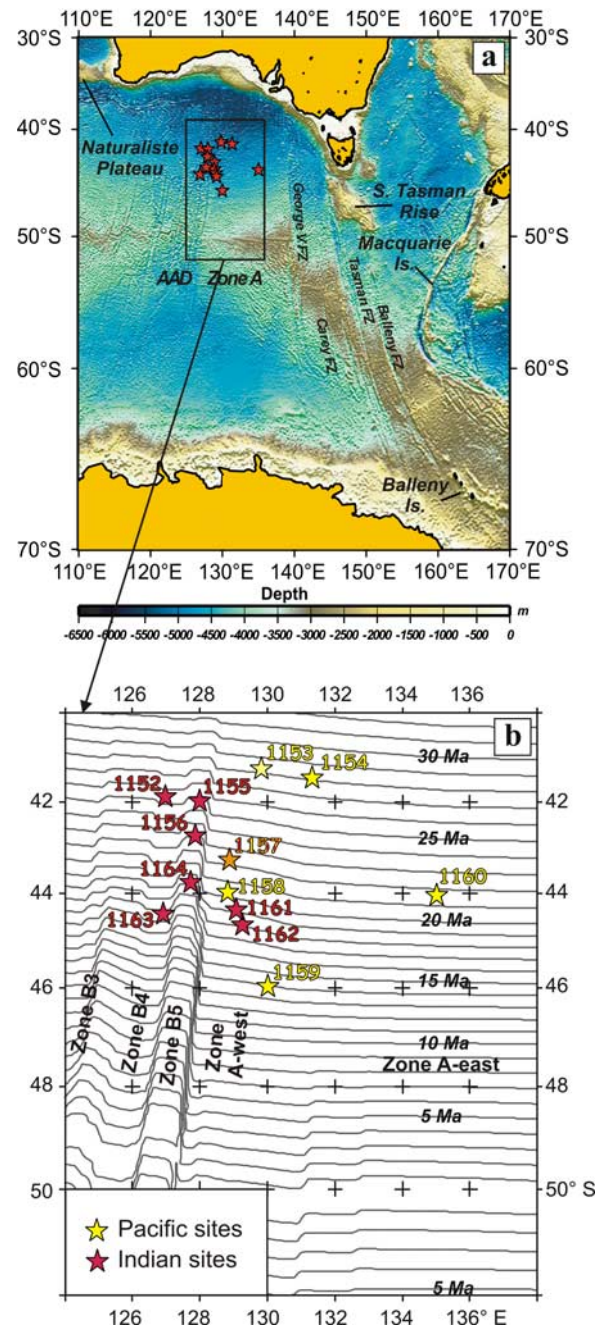 110°E 120°E 130°E 140°E 150°E 160°E 170°E
30°S 30°S
a
40°S 40°S
Naturaliste
Plateau
S. Tasman
Rise
George V FZ
Macquarie
Is.
50°S 50°S
AAD Zone A
Tasman FZ
Balleny FZ
Carey FZ
60°S 60°S
Balleny
Is.
70°S 70°S
110°E 120°E 130°E 140°E 150°E 160°E 170°E
Depth
m
-6500 -6000 -5500 -5000 -4500 -4000 -3500 -3000 -2500 -2000 -1500 -1000 -500 0
126 128 130 132 134 136
b
30 Ma
1153 1154
1152 1155
42 42
1156
25 Ma
1157
1164
1158
1160
44 44
1161
20 Ma
1163
1162
1159
15 Ma
46 46
Zone B3
Zone B4
Zone B5
Zone
A-west
10 Ma
Zone A-east
48 48
5 Ma
50 50° S
Pacific sites
Indian sites
5 Ma
126 128 130 132 134 136° E